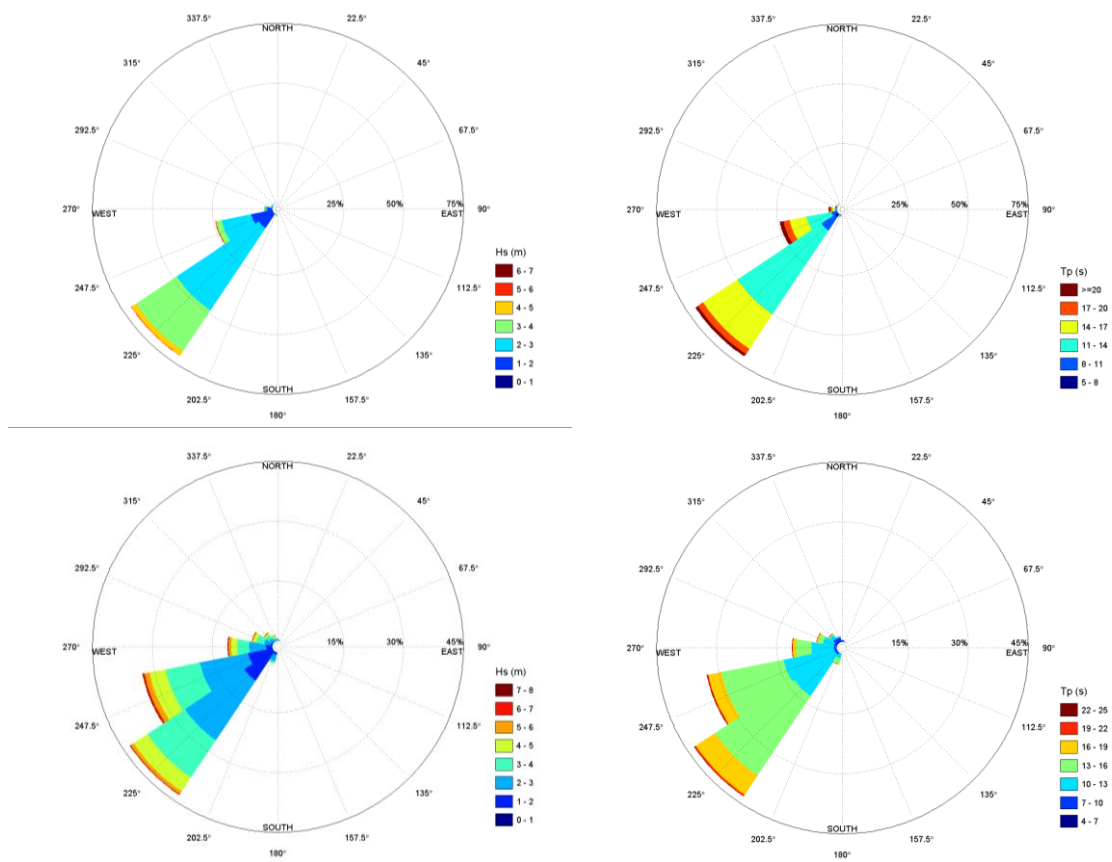 337.5°
NORTH
22.5°
315°
45°
292.5°
67.5°
270°
WEST
25%
50%
75%
EAST
90°
247.5°
112.5°
225°
135°
202.5°
SOUTH
157.5°
180°
Hs (m)
6 - 7
5 - 6
4 - 5
3 - 4
2 - 3
1 - 2
0 - 1
337.5°
NORTH
22.5°
315°
45°
292.5°
67.5°
270°
WEST
25%
50%
75%
EAST
90°
247.5°
112.5°
225°
135°
202.5°
SOUTH
157.5°
180°
Tp (s)
>=20
17 - 20
14 - 17
11 - 14
8 - 11
5 - 8
337.5°
NORTH
22.5°
315°
45°
292.5°
67.5°
270°
WEST
15%
30%
45%
EAST
90°
247.5°
112.5°
225°
135°
202.5°
SOUTH
157.5°
180°
Hs (m)
7 - 8
6 - 7
5 - 6
4 - 5
3 - 4
2 - 3
1 - 2
0 - 1
337.5°
NORTH
22.5°
315°
45°
292.5°
67.5°
270°
WEST
15%
30%
45%
EAST
90°
247.5°
112.5°
225°
135°
202.5°
SOUTH
157.5°
180°
Tp (s)
22 - 25
19 - 22
16 - 19
13 - 16
10 - 13
7 - 10
4 - 7